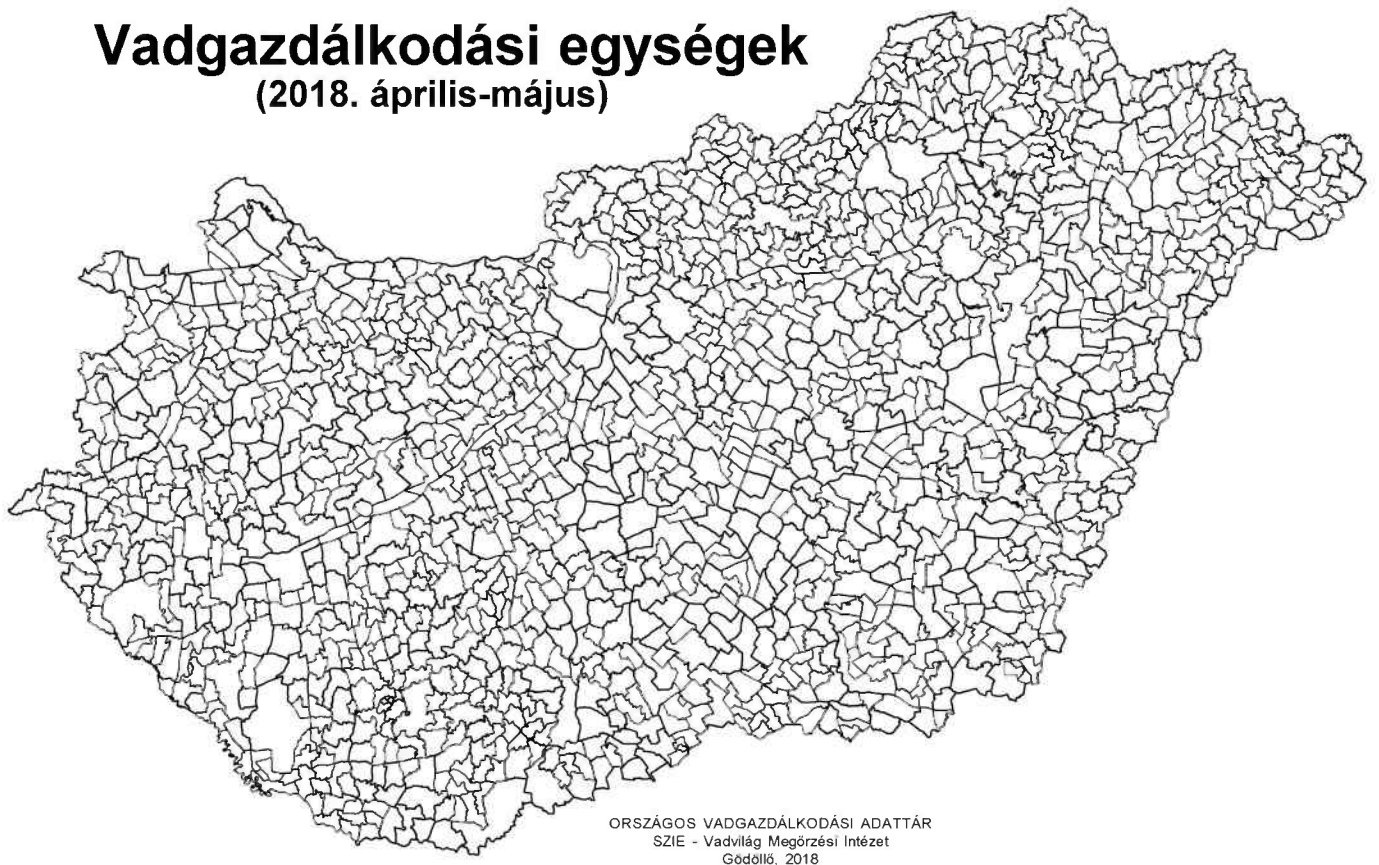 Vadgazdálkodási egységek
(2018. április-május)
ORSZÁGOS VADGAZDÁLKODÁSI ADATTÁR
SZIE - Vadvilág Megőrzési Intézet
Gödöllő, 2018